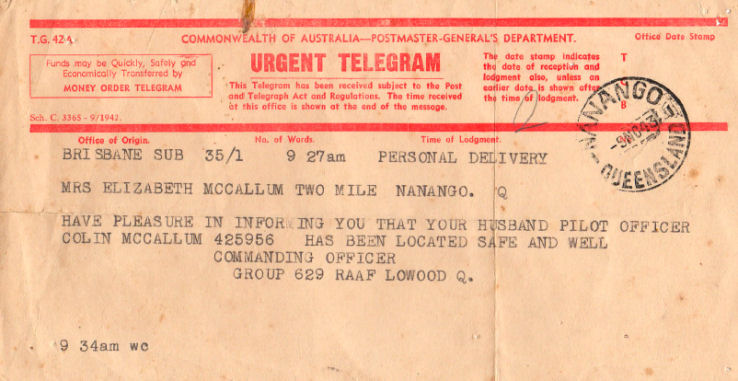 T.G. 42A.
COMMONWEALTH OF AUSTRALIA—POSTMASTER-GENERAL'S DEPARTMENT.
Office Date Stamp
Funds may be Quickly, Safely and
Economically Transferred by
MONEY ORDER TELEGRAM
URGENT TELEGRAM
This Telegram has been received subject to the Post
and Telegraph Act and Regulations. The time received
at this office is shown at the end of the message.
The date stamp indicates
the date of reception and
lodgment also, unless an
earlier date is shown after
the time of lodgment.
T
B
Sch. C. 3365 - 9/1942.
NANANGO
QUEENSLAND
Office of Origin.
No. of Words.
Time of Lodgment.
BRISBANE SUB 35/1 9 27am PERSONAL DELIVERY
MRS ELIZABETH MCCALLUM TWO MILE NANANGO. Q
HAVE PLEASURE IN INFORMING YOU THAT YOUR HUSBAND PILOT OFFICER
COLIN MCCALLUM 425956 HAS BEEN LOCATED SAFE AND WELL
COMMANDING OFFICER
GROUP 629 RAAF LOWOOD Q.
9 34am wc